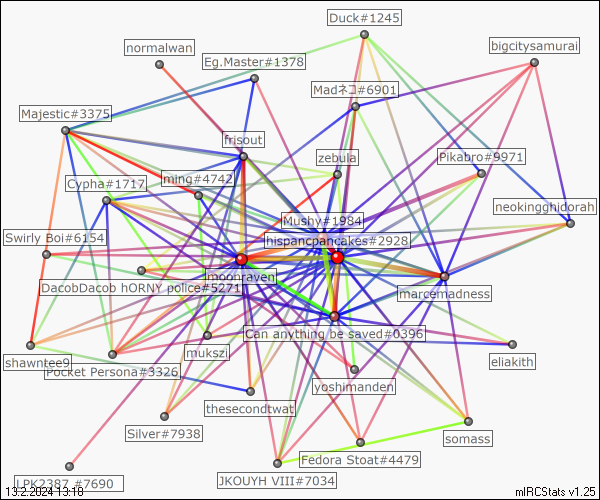 Duck#1245
normalwan
bigcitysamurai
Eg.Master#1378
Madネコ#6901
Majestic#3375
frisout
zebula
Pikabro#9971
ming#4742
Cypha#1717
neokingghidorah
Mushy#1984
Swirly Boi#6154
hispancpancakes#2928
moonraven
DacobDacob hORNY police#5271
marcemadness
Can anything be saved#0396
mukszi
eliakith
shawntee9
Pocket Persona#3326
yoshimanden
thesecondtwat
Silver#7938
somass
Fedora Stoat#4479
JKOUYH VIII#7034
LPK2387 #7690
13.2.2024 13:18
mIRCStats v1.25